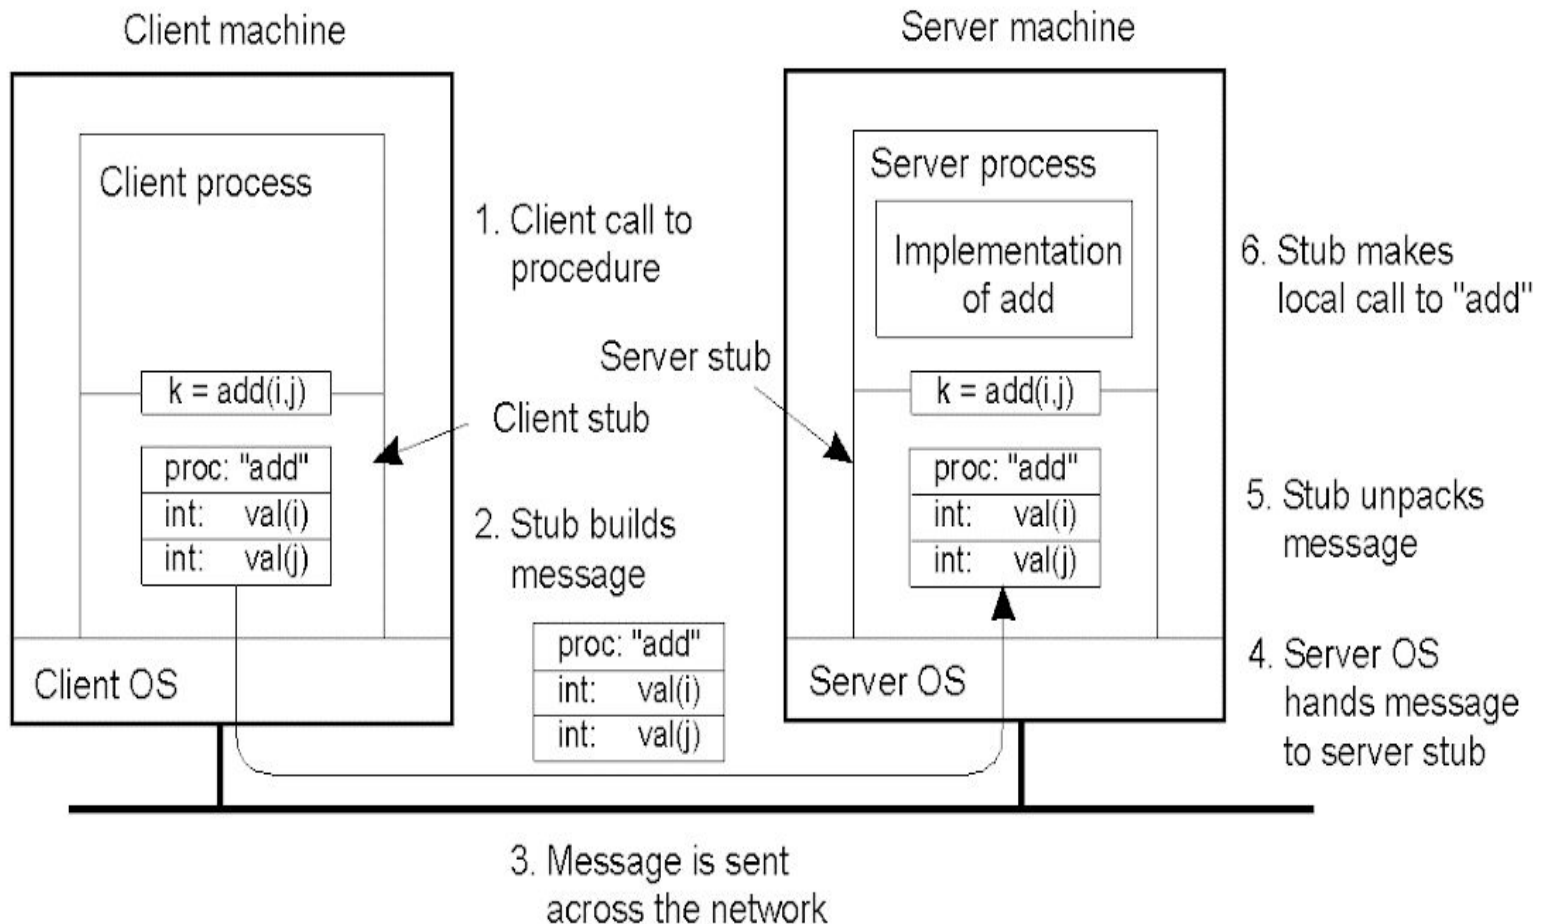 Client machine
Server machine
Client process
1. Client call to
procedure
Server process
Implementation
of add
6. Stub makes
local call to "add"
Server stub
k = add(i,j)
k = add(i,j)
Client stub
proc: "add"
int: val(i)
int: val(j)
2. Stub builds
message
proc: "add"
int: val(i)
int: val(j)
proc: "add"
int: val(i)
int: val(j)
5. Stub unpacks
message
Client OS
Server OS
4. Server OS
hands message
to server stub
3. Message is sent
across the network